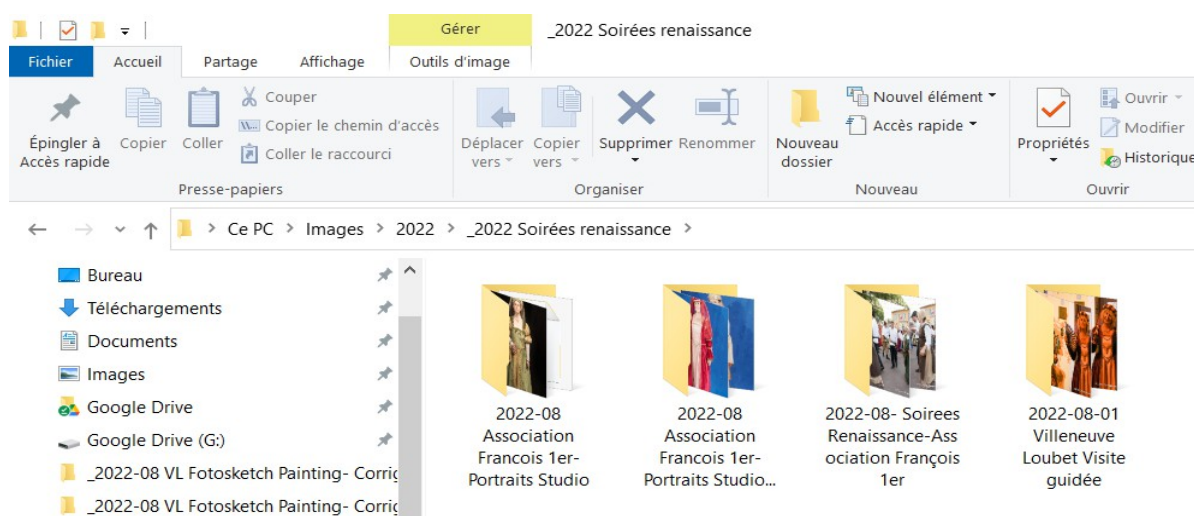 Gérer
_2022 Soirées renaissance
Fichier
Accueil
Partage
Affichage
Outils d'image
Épingler à
Accès rapide
Copier
Coller
Couper
Copier le chemin d'accès
Coller le raccourci
Presse-papiers
Déplacer
vers
Copier
vers
Supprimer
Renommer
Organiser
Nouveau
dossier
Nouvel élément
Accès rapide
Nouveau
Propriétés
Ouvrir
Modifier
Historique
Ouvrir
Ce PC > Images > 2022 > _2022 Soirées renaissance >
Bureau
Téléchargements
Documents
Images
Google Drive
Google Drive (G:)
_2022-08 VL Fotosketch Painting- Corrig
_2022-08 VL Fotosketch Painting- Corrig
2022-08
Association
Francois 1er-
Portraits Studio
2022-08
Association
Francois 1er-
Portraits Studio...
2022-08- Soirees
Renaissance-Ass
ociation François
1er
2022-08-01
Villeneuve
Loubet Visite
guidée